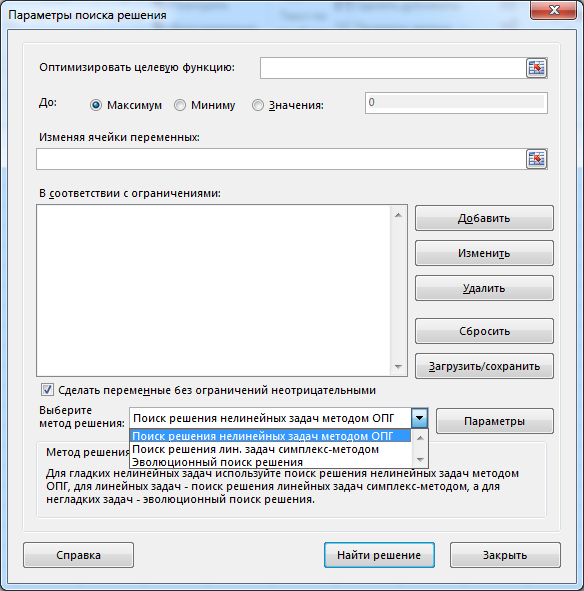 Параметры поиска решения
Оптимизировать целевую функцию:
До: Максимум Миниму Значения: 0
Изменяя ячейки переменных:
В соответствии с ограничениями:
Добавить
Изменить
Удалить
Сбросить
Загрузить/сохранить
Сделать переменные без ограничений неотрицательными
Выберите
метод решения:
Поиск решения нелинейных задач методом ОПГ
Параметры
Поиск решения нелинейных задач методом ОПГ
Поиск решения лин. задач симплекс-методом
Эволюционный поиск решения
Метод решения
Для гладких нелинейных задач используйте поиск решения нелинейных задач методом
ОПГ, для линейных задач - поиск решения линейных задач симплекс-методом, а для
негладких задач - эволюционный поиск решения.
Справка
Найти решение
Закрыть